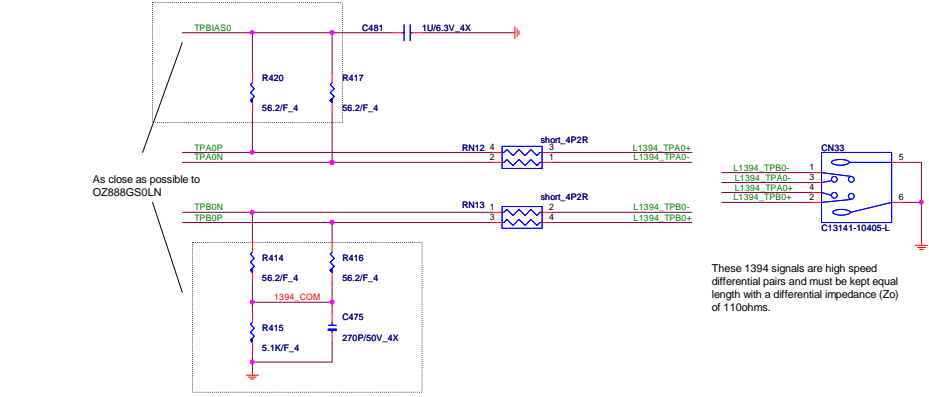 TPBIAS0
C481
1U/6.3V_4X
R420
R417
56.2/F_4
56.2/F_4
short_4P2R
TPA0P
RN12 4
3
L1394_TPA0+
TPA0N
2
1
L1394_TPA0-
CN33
5
L1394_TPB0-
1
L1394_TPA0-
3
L1394_TPA0+
4
L1394_TPB0+
2
6
C13141-10405-L
As close as possible to
OZ888GS0LN
short_4P2R
TPB0N
RN13 1
2
L1394_TPB0-
TPB0P
3
4
L1394_TPB0+
R414
R416
56.2/F_4
56.2/F_4
1394_COM
C475
R415
270P/50V_4X
5.1K/F_4
These 1394 signals are high speed
differential pairs and must be kept equal
length with a differential impedance (Zo)
of 110ohms.